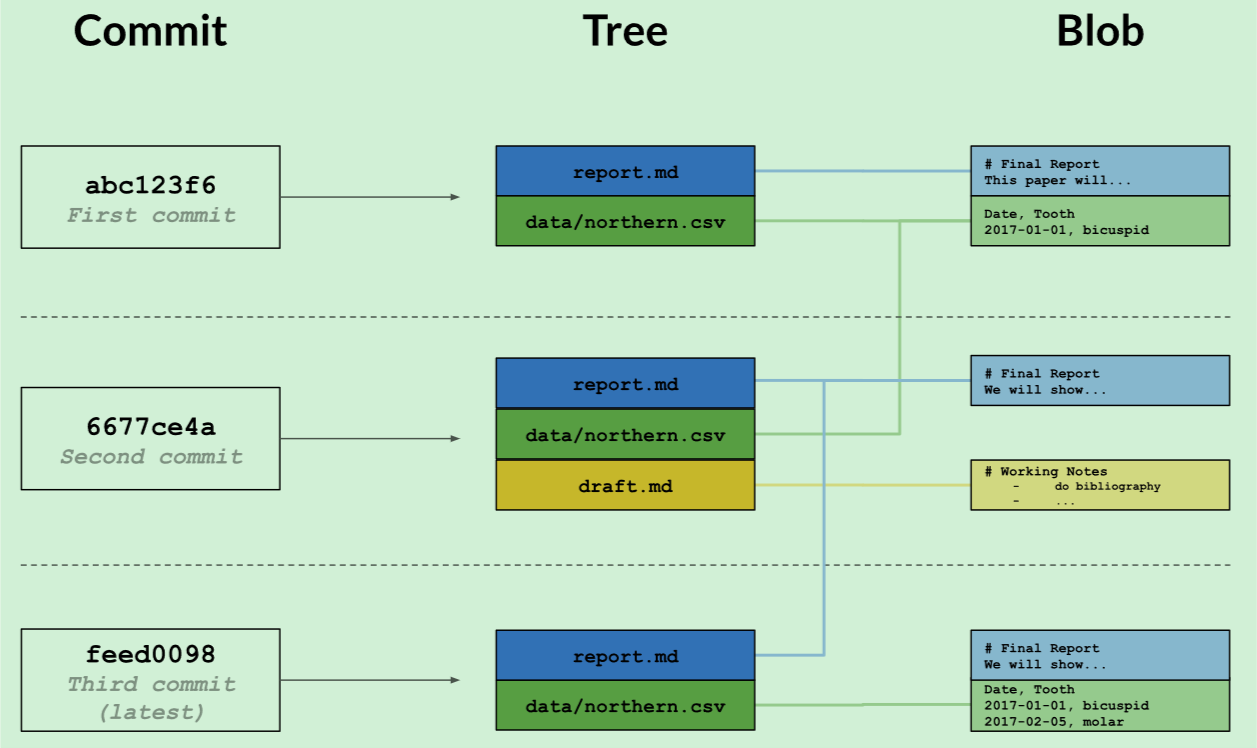 Commit
Tree
Blob
abc123f6
First commit
report.md
data/northern.csv
# Final Report
This paper will...
Date, Tooth
2017-01-01, bicuspid
6677ce4a
Second commit
report.md
data/northern.csv
draft.md
# Final Report
We will show...
# Working Notes
- do bibliography
- ...
feed0098
Third commit
(latest)
report.md
data/northern.csv
# Final Report
We will show...
Date, Tooth
2017-01-01, bicuspid
2017-02-05, molar